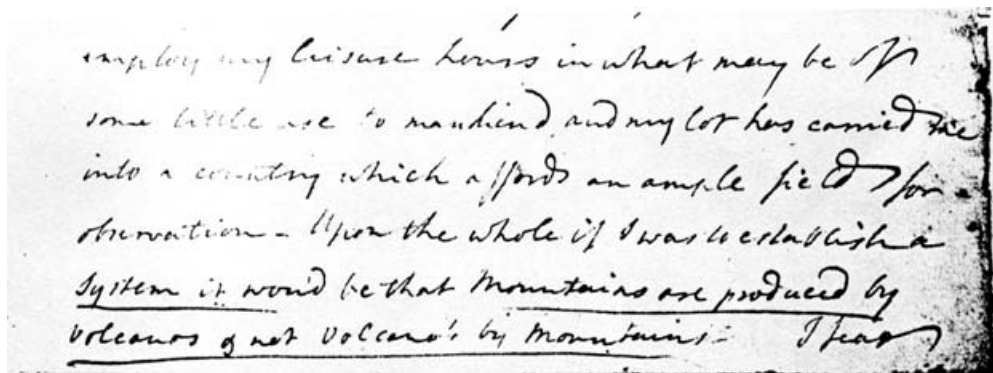 employ my leisure hours in what may be of
some little use to mankind and my lot has carried me
into a country which affords an ample field for
observation - Upon the whole if I was to establish a
system it would be that Mountains are produced by
Volcanos & not Volcano's by Mountains - I fear